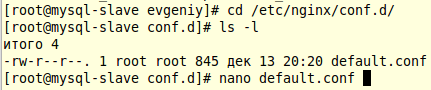 [root@mysql-slave evgeniy]# cd /etc/nginx/conf.d/
[root@mysql-slave conf.d]# ls -l
итого 4
-rw-r--r--. 1 root root 845 дек 13 20:20 default.conf
[root@mysql-slave conf.d]# nano default.conf